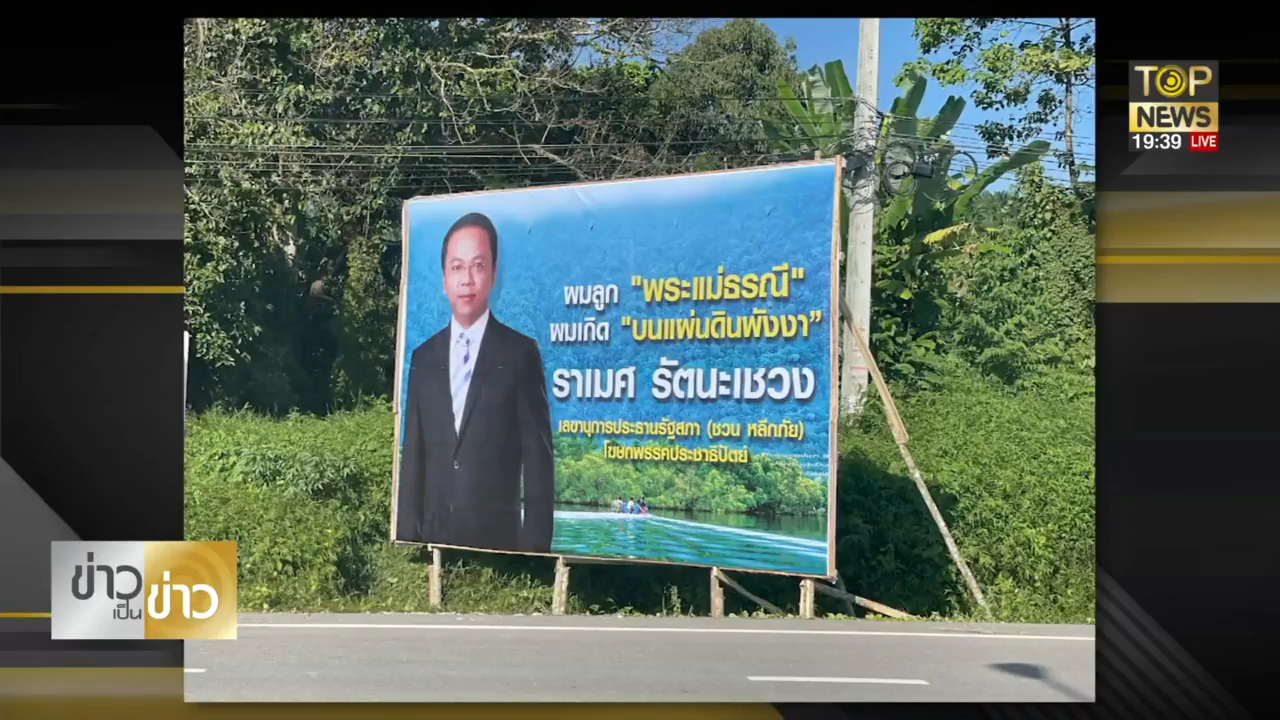 TOP
NEWS
19:39 LIVE
ผมลูก "พระแม่ธรณี"
ผมเกิด "บนแผ่นดินพังงา”
ราเมศ รัตนะเชวง
เลขานุการประธานรัฐสภา (ชวน หลีกภัย)
โฆษกพรรคประชาธิปัตย์
ข่าว
เป็น
ข่าว